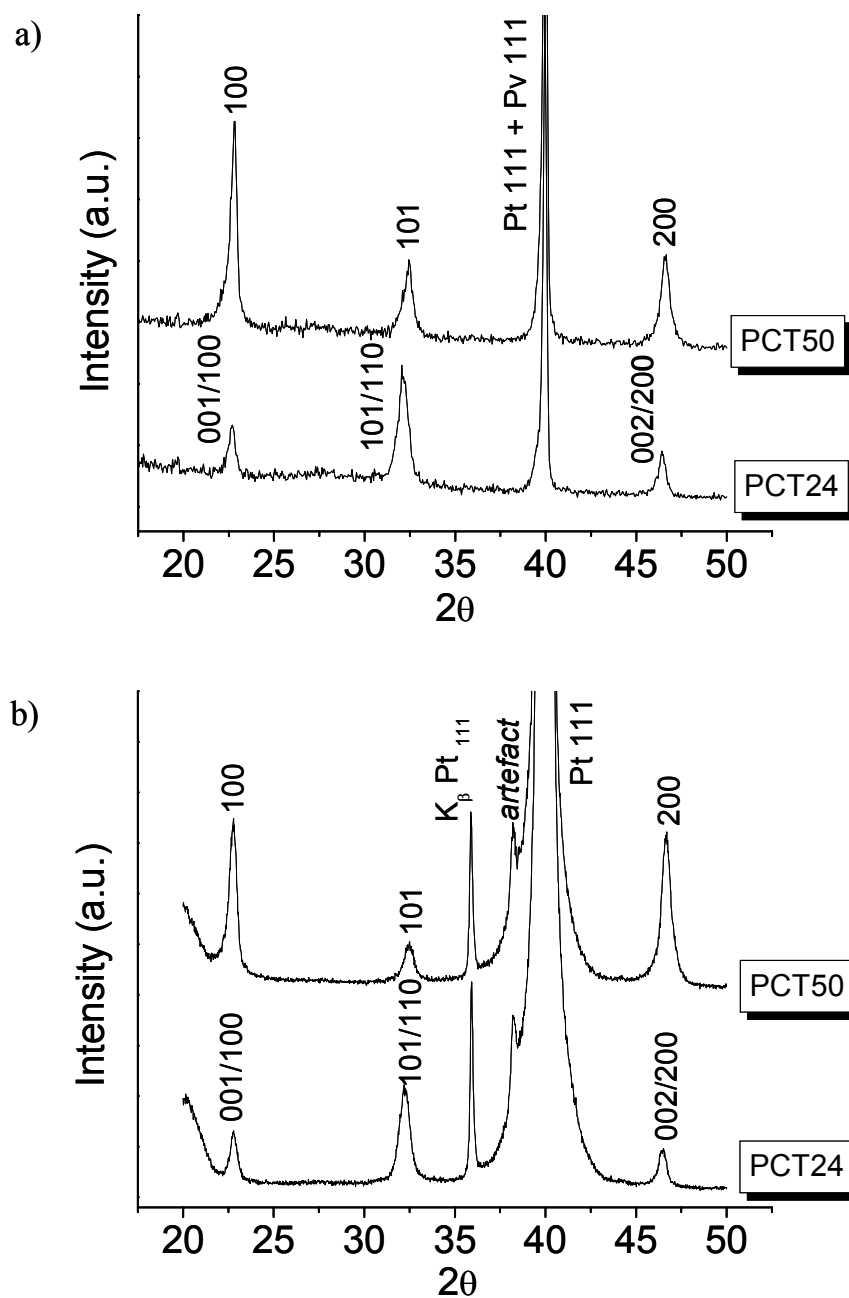 a)
Intensity (a.u.)
100
101
Pt 111 + Pv 111
200
PCT50
001/100
101/110
002/200
PCT24
20 25 30 35 40 45 50
2θ
b)
Intensity (a.u.)
100
101
K β Pt 111
artefact
Pt 111
200
PCT50
001/100
101/110
002/200
PCT24
20 25 30 35 40 45 50
2θ